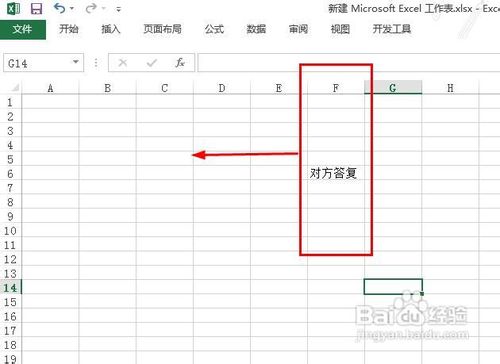 新建 Microsoft Excel 工作表.xlsx - Exce
文件 开始 插入 页面布局 公式 数据 审阅 视图 开发工具
G14 fx
A B C D E F G H
1
2
3
4
5
6 对方答复
7
8
9
10
11
12
13
14
15
16
17
18
19
Baidu经验
jingyan.baidu.com